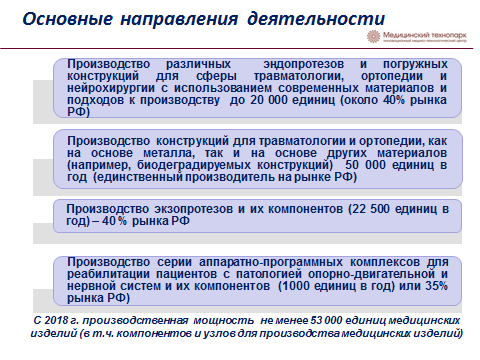 Основные направления деятельности
Медицинский технопарк
инновационный медико-технологический центр
Производство различных эндопротезов и погружных
конструкций для сферы травматологии, ортопедии и
нейрохирургии с использованием современных материалов и
подходов к производству до 20 000 единиц (около 40% рынка
РФ)
Производство конструкций для травматологии и ортопедии, как
на основе металла, так и на основе других материалов
(например, биодеградируемых конструкций) 50 000 единиц в
год (единственный производитель на рынке РФ)
Производство экзопротезов и их компонентов (22 500 единиц в
год) – 40 % рынка РФ
Производство серии аппаратно-программных комплексов для
реабилитации пациентов с патологией опорно-двигательной и
нервной систем и их компонентов (1000 единиц в год) или 35%
рынка РФ)
С 2018 г. производственная мощность не менее 53 000 единиц медицинских
изделий (в т.ч. компонентов и узлов для производства медицинских изделий)